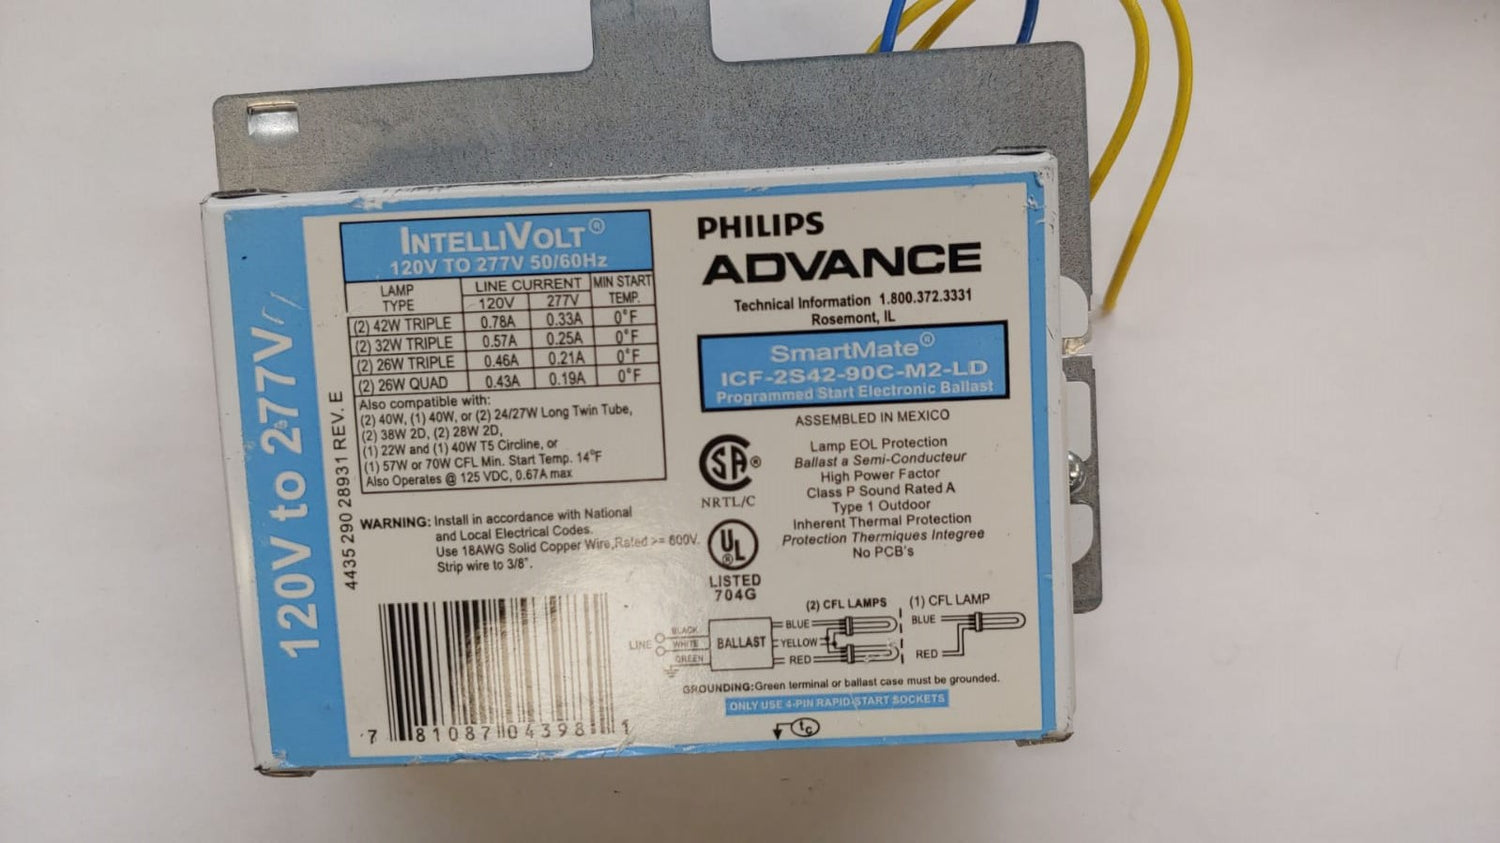 120V to 277V
4435 290 28931 REV. E
INTELLIVOLT®
120V TO 277V 50/60Hz
LAMP TYPE LINE CURRENT MIN START TEMP.
120V 277V
(2) 42W TRIPLE 0.78A 0.33A 0°F
(2) 32W TRIPLE 0.57A 0.25A 0°F
(2) 26W TRIPLE 0.46A 0.21A 0°F
(2) 26W QUAD 0.43A 0.19A 0°F
Also compatible with:
(2) 40W, (1) 40W, or (2) 24/27W Long Twin Tube,
(2) 38W 2D, (2) 28W 2D,
(1) 22W and (1) 40W T5 Circline, or
(1) 57W or 70W CFL Min. Start Temp. 14°F
Also Operates @ 125 VDC, 0.67A max
WARNING: Install in accordance with National
and Local Electrical Codes.
Use 18AWG Solid Copper Wire,Rated >= 600V.
Strip wire to 3/8".
7 81087 04398 1
PHILIPS
ADVANCE
Technical Information 1.800.372.3331
Rosemont, IL
SmartMate®
ICF-2S42-90C-M2-LD
Programmed Start Electronic Ballast
ASSEMBLED IN MEXICO
SA®
NRTL/C
UL®
LISTED
704G
Lamp EOL Protection
Ballast a Semi-Conducteur
High Power Factor
Class P Sound Rated A
Type 1 Outdoor
Inherent Thermal Protection
Protection Thermiques Integree
No PCB's
(2) CFL LAMPS (1) CFL LAMP
LINE BLACK WHITE GREEN BALLAST BLUE YELLOW RED BLUE RED
GROUNDING:Green terminal or ballast case must be grounded.
ONLY USE 4-PIN RAPID START SOCKETS
tc